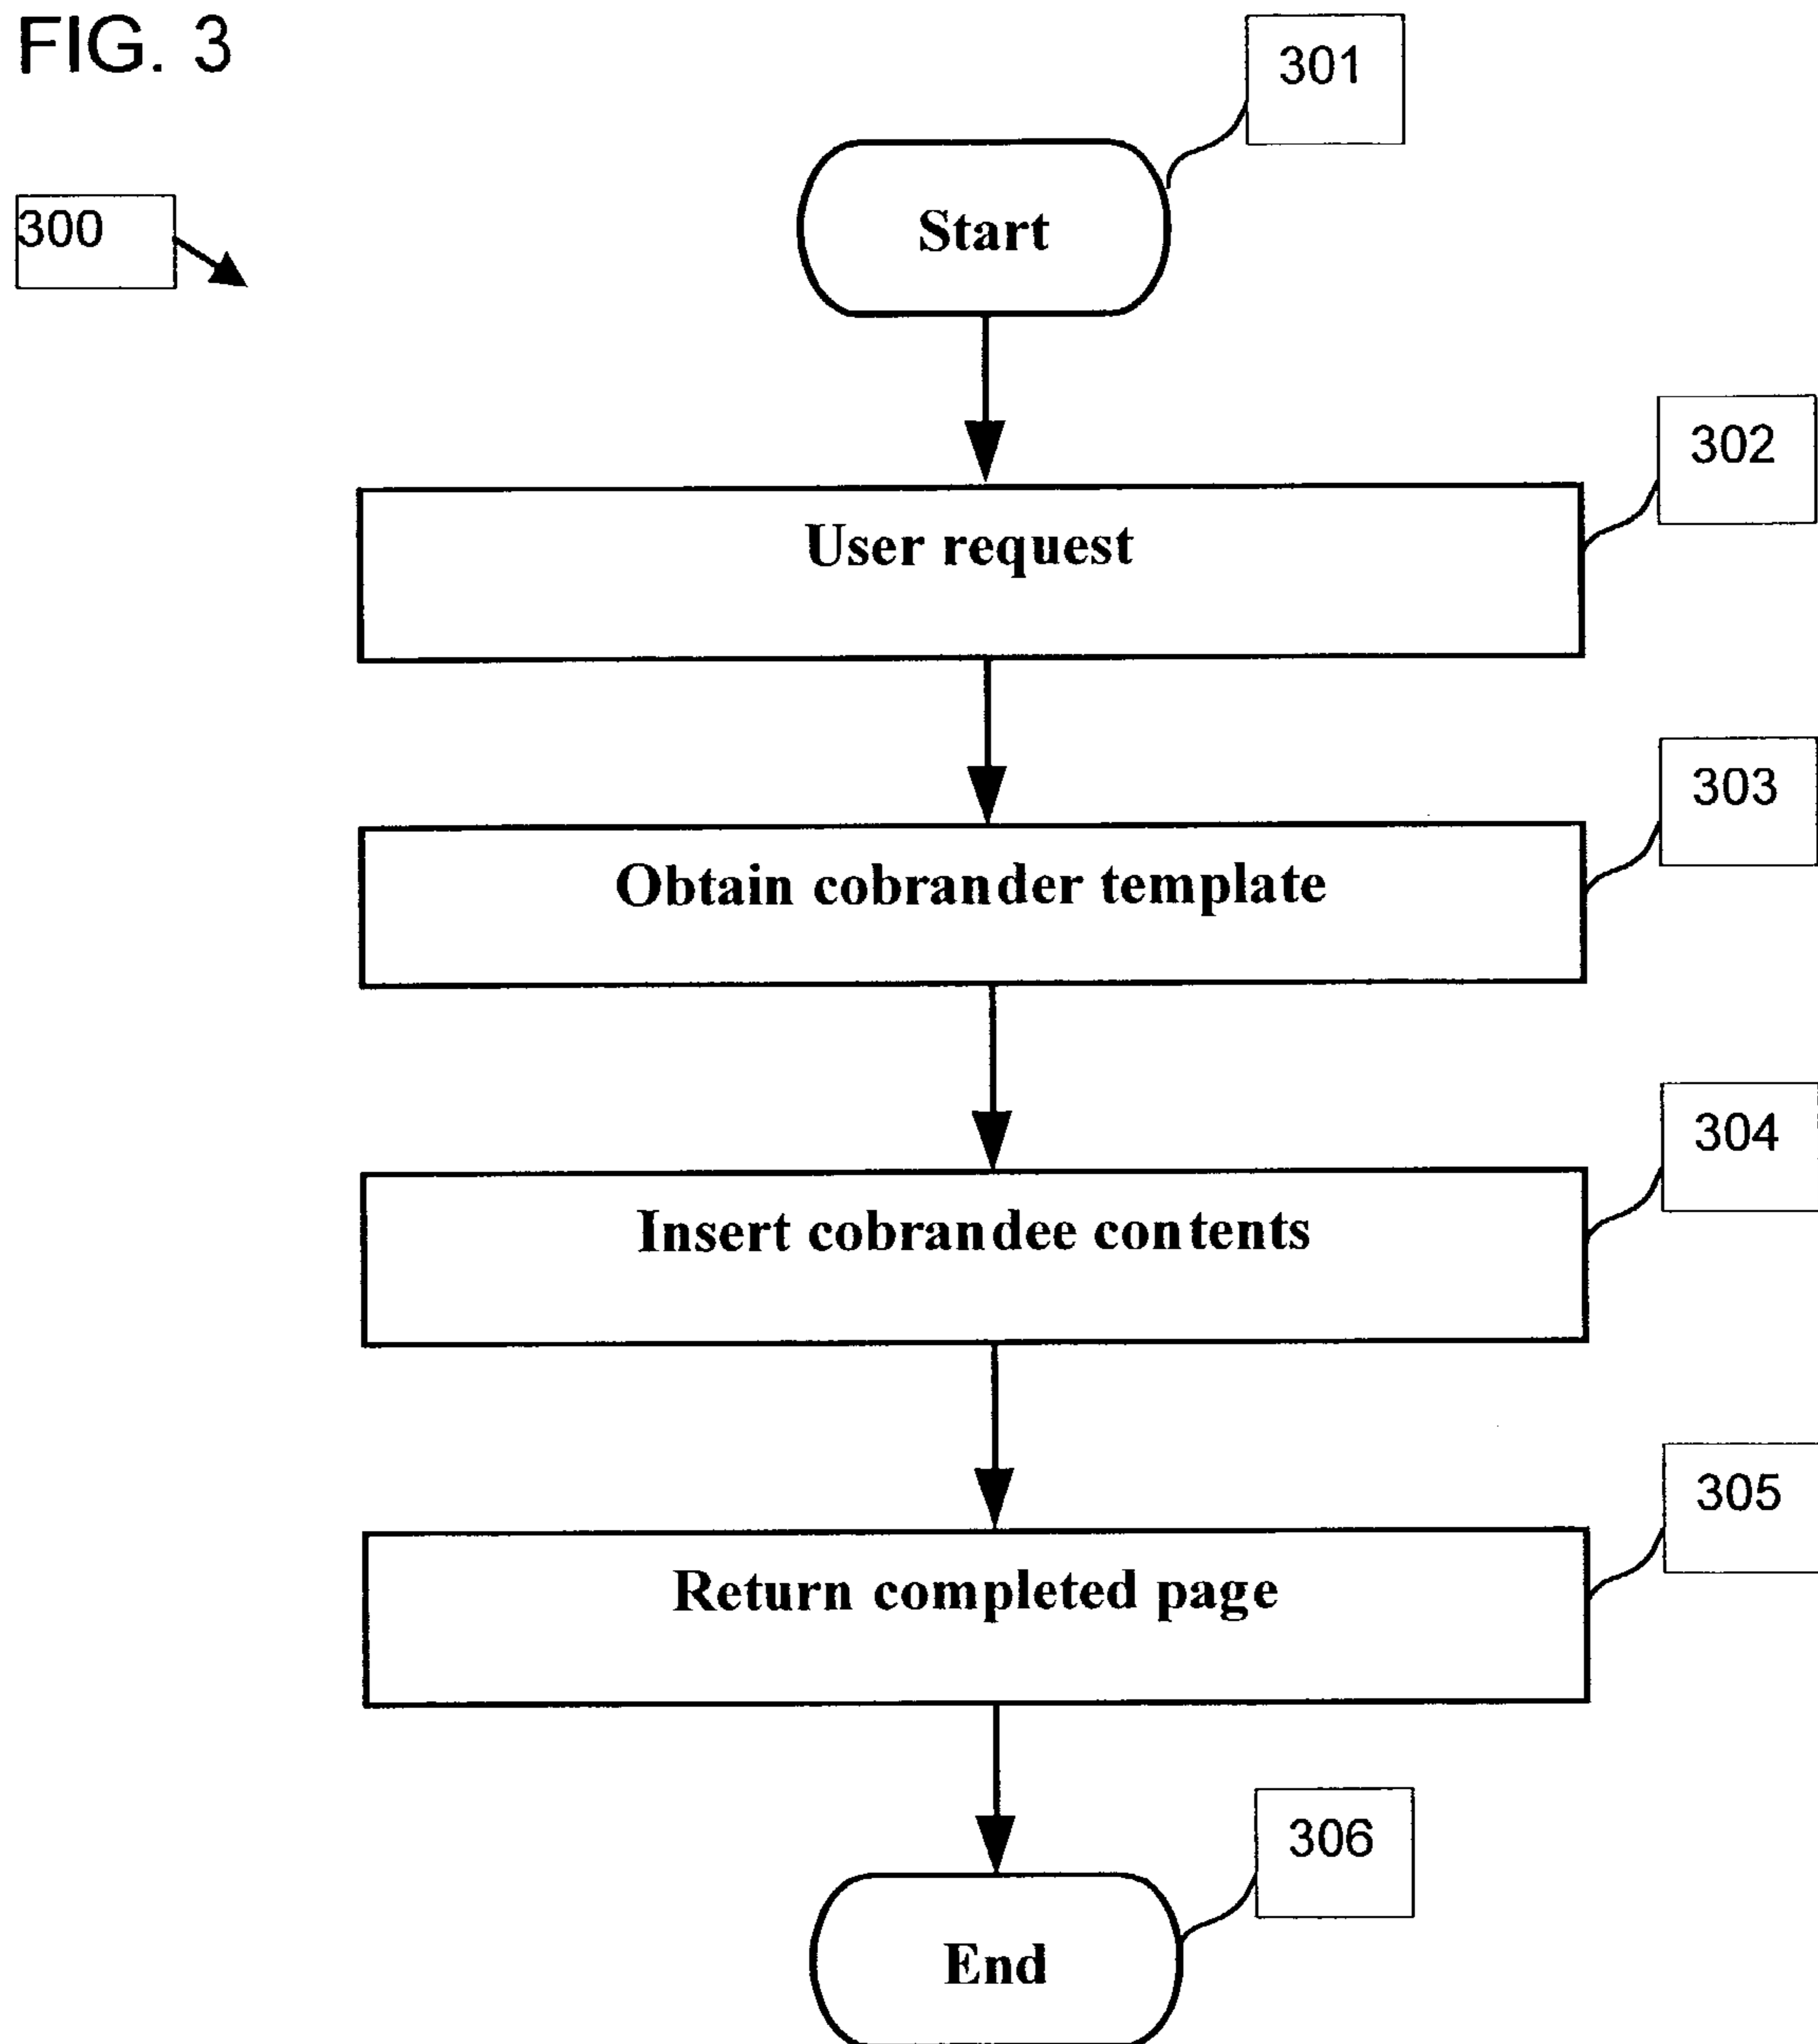 FIG. 3
301
300
Start
302
User request
303
Obtain cobrander template
304
Insert cobrandee contents
305
Return completed page
306
End